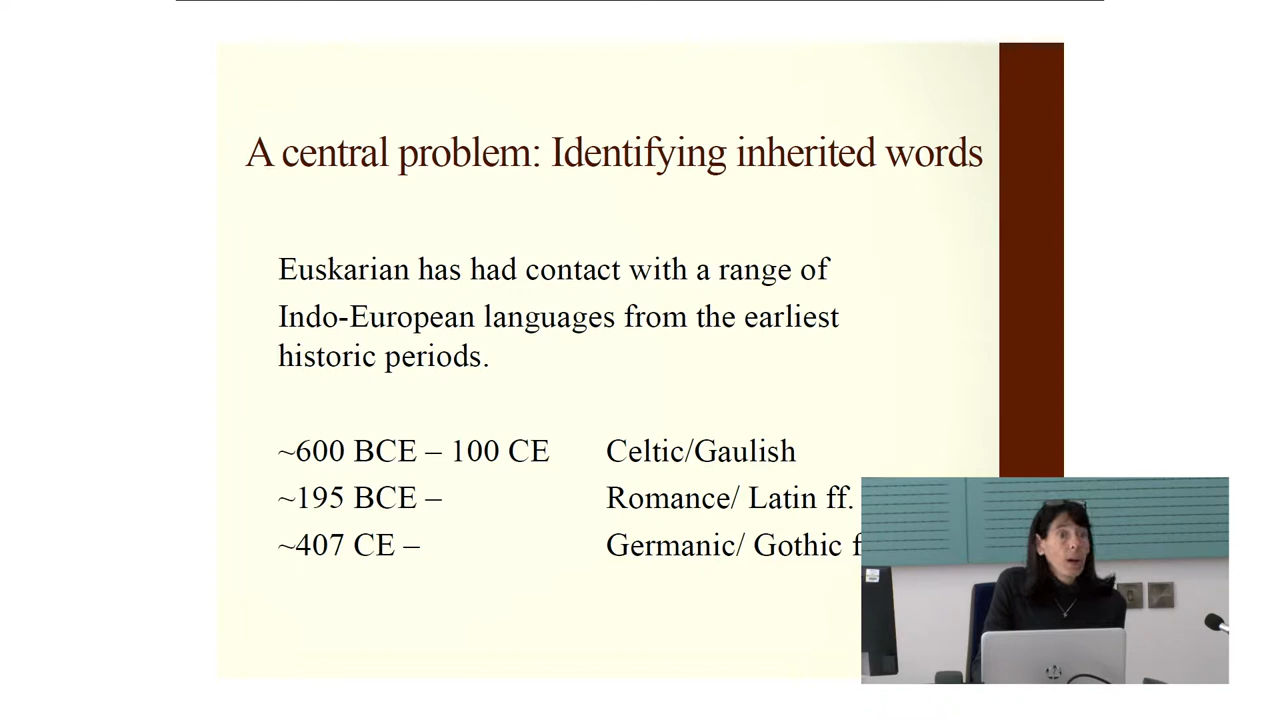 A central problem: Identifying inherited words
Euskarian has had contact with a range of
Indo-European languages from the earliest
historic periods.
~600 BCE – 100 CE Celtic/Gaulish
~195 BCE – Romance/ Latin ff.
~407 CE – Germanic/ Gothic f